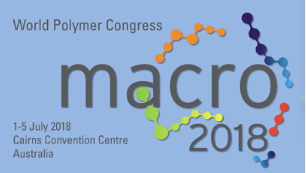 World Polymer Congress
macro
2018
1-5 July 2018
Cairns Convention Centre
Australia